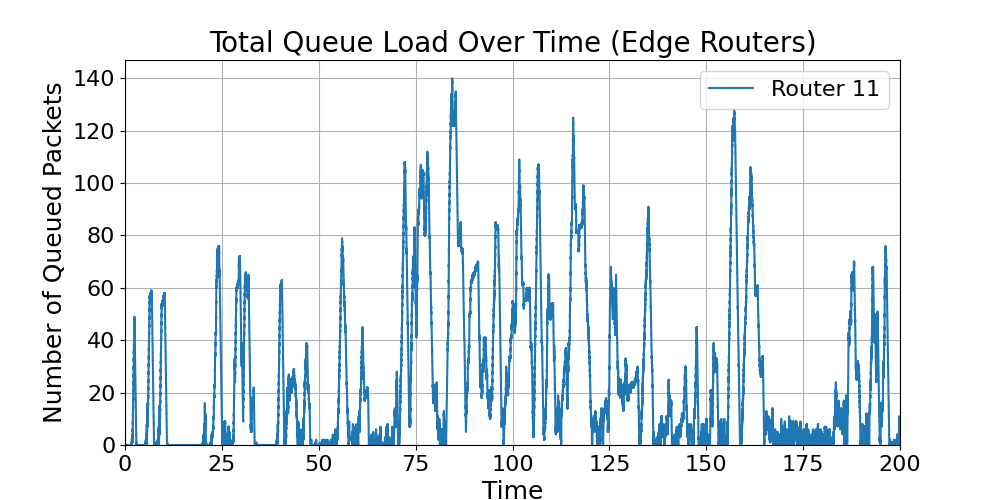 Total Queue Load Over Time (Edge Routers)
Number of Queued Packets
140
120
100
80
60
40
20
0
Router 11
0 25 50 75 100 125 150 175 200
Time